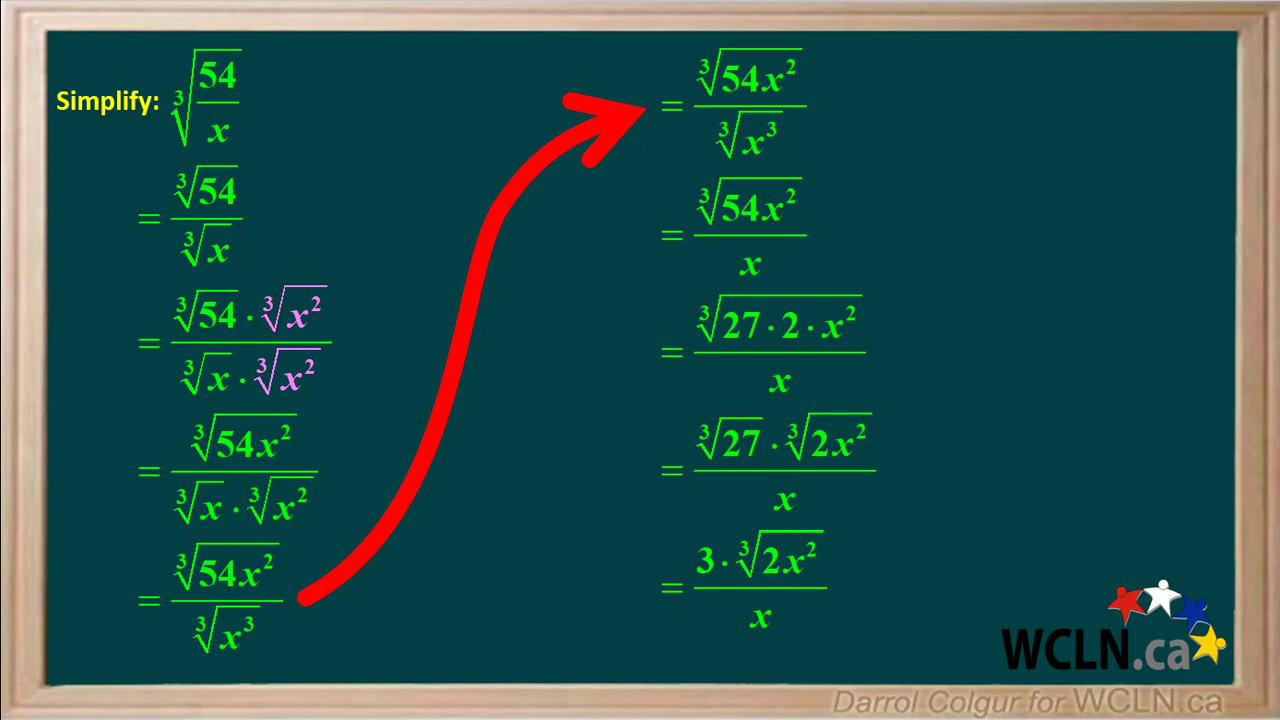 Simplify: ∛(54/x)
= ∛54 / ∛x
= (∛54 · ∛(x²)) / (∛x · ∛(x²))
= ∛(54x²) / (∛x · ∛(x²))
= ∛(54x²) / ∛(x³)
= ∛(54x²) / ∛(x³)
= ∛(54x²) / x
= ∛(27 · 2 · x²) / x
= (∛27 · ∛(2x²)) / x
= (3 · ∛(2x²)) / x
WCLN.ca
Darrol Colgur for WCLN.ca